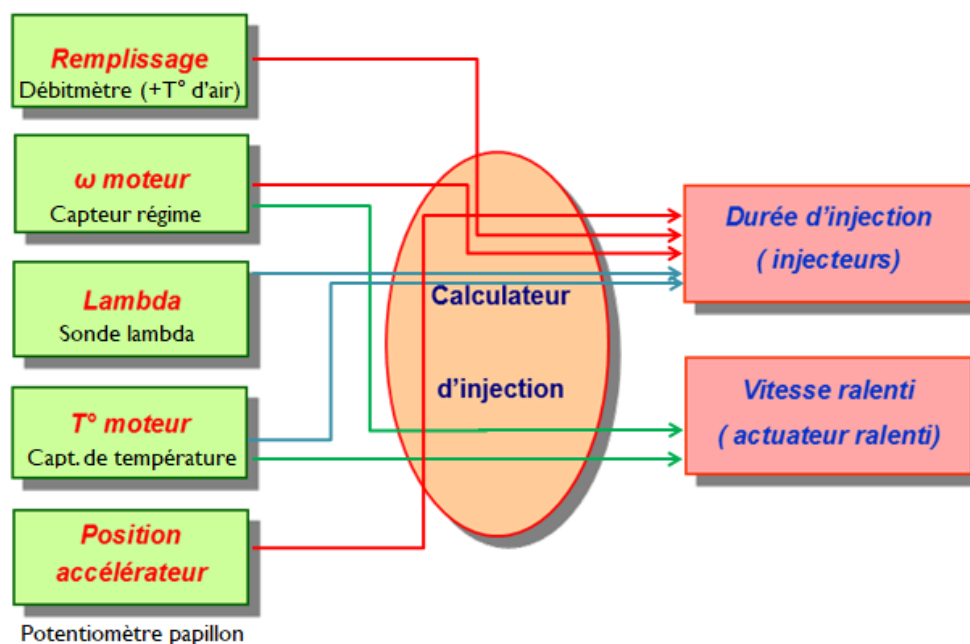 Remplissage
Débitmètre (+T° d'air)
ω moteur
Capteur régime
Lambda
Sonde lambda
T° moteur
Capt. de température
Position
accélérateur
Potentiomètre papillon
Calculateur
d'injection
Durée d'injection
( injecteurs)
Vitesse ralenti
( actuateur ralenti)